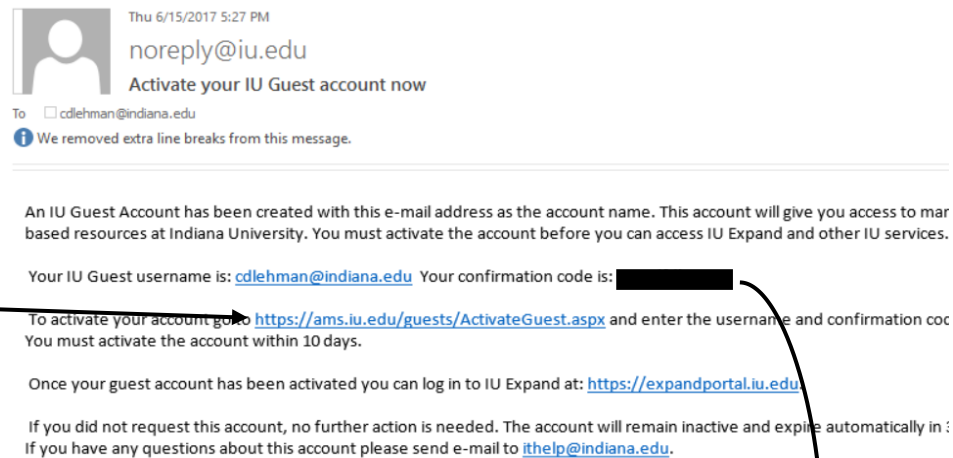 Thu 6/15/2017 5:27 PM
noreply@iu.edu
Activate your IU Guest account now
To cdlehman@indiana.edu
We removed extra line breaks from this message.
An IU Guest Account has been created with this e-mail address as the account name. This account will give you access to
based resources at Indiana University. You must activate the account before you can access IU Expand and other IU services.
Your IU Guest username is: cdlehman@indiana.edu Your confirmation code is:
To activate your account go to https://ams.iu.edu/guests/ActivateGuest.aspx and enter the username and confirmation
You must activate the account within 10 days.
Once your guest account has been activated you can log in to IU Expand at: https://expandportal.iu.edu.
If you did not request this account, no further action is needed. The account will remain inactive and expire automatically in
If you have any questions about this account please send e-mail to ithelp@indiana.edu.